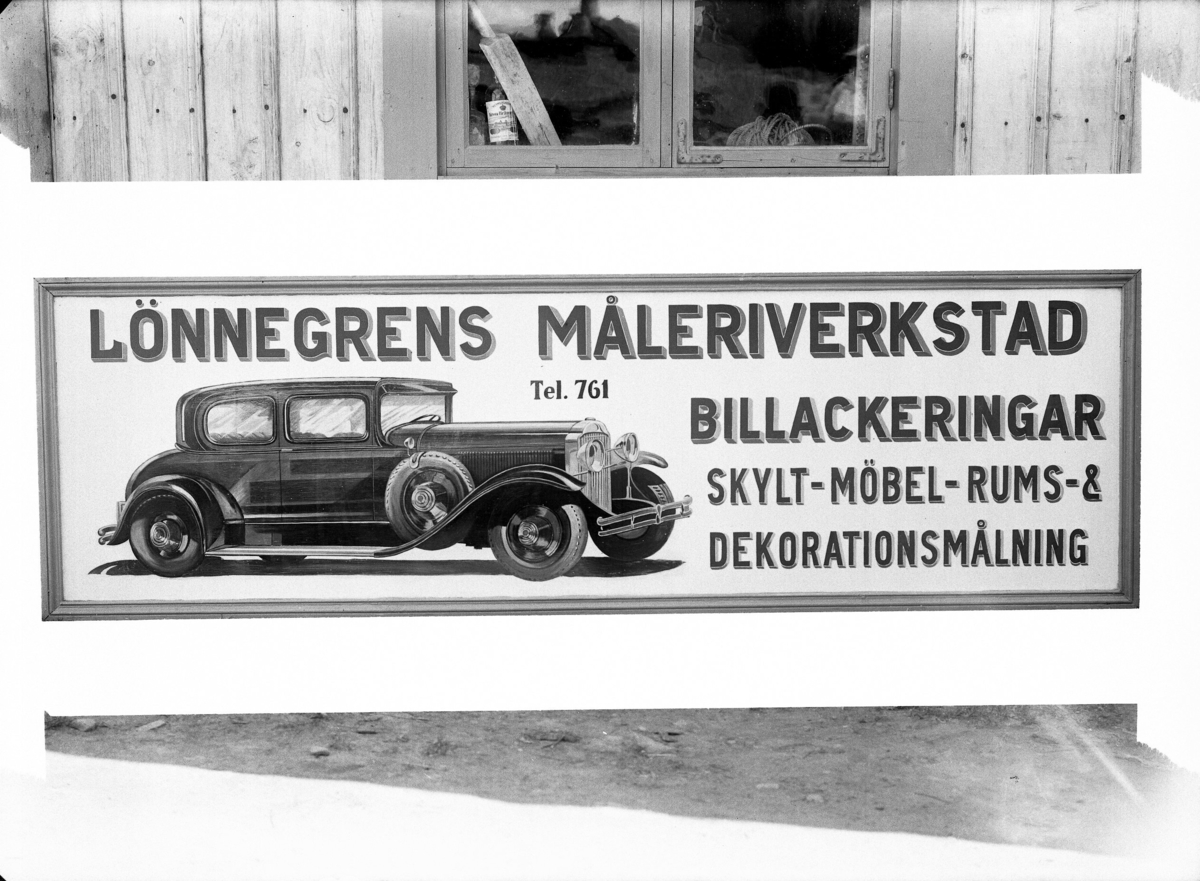 LÖNNEGRENS MÅLERIVERKSTAD
Tel. 761
BILLACKERINGAR
SKYLT-MÖBEL-RUMS-&
DEKORATIONSMÅLNING